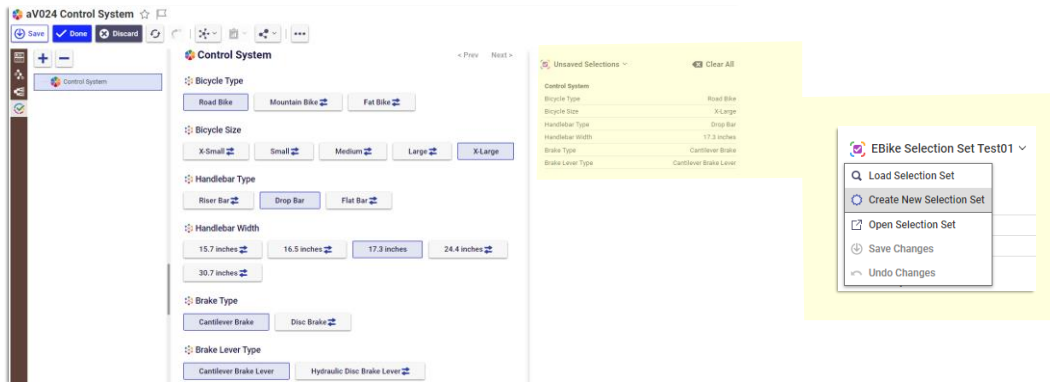 aV024 Control System
Save Done Discard
Control System
Control System < Prev Next >
Bicycle Type
Road Bike Mountain Bike Fat Bike
Bicycle Size
X-Small Small Medium Large X-Large
Handlebar Type
Riser Bar Drop Bar Flat Bar
Handlebar Width
15.7 inches 16.5 inches 17.3 inches 24.4 inches
30.7 inches
Brake Type
Cantilever Brake Disc Brake
Brake Lever Type
Cantilever Brake Lever Hydraulic Disc Brake Lever
Unsaved Selections Clear All
Control System
Bicycle Type Road Bike
Bicycle Size X-Large
Handlebar Type Drop Bar
Handlebar Width 17.3 inches
Brake Type Cantilever Brake
Brake Lever Type Cantilever Brake Lever
EBike Selection Set Test01
Load Selection Set
Create New Selection Set
Open Selection Set
Save Changes
Undo Changes